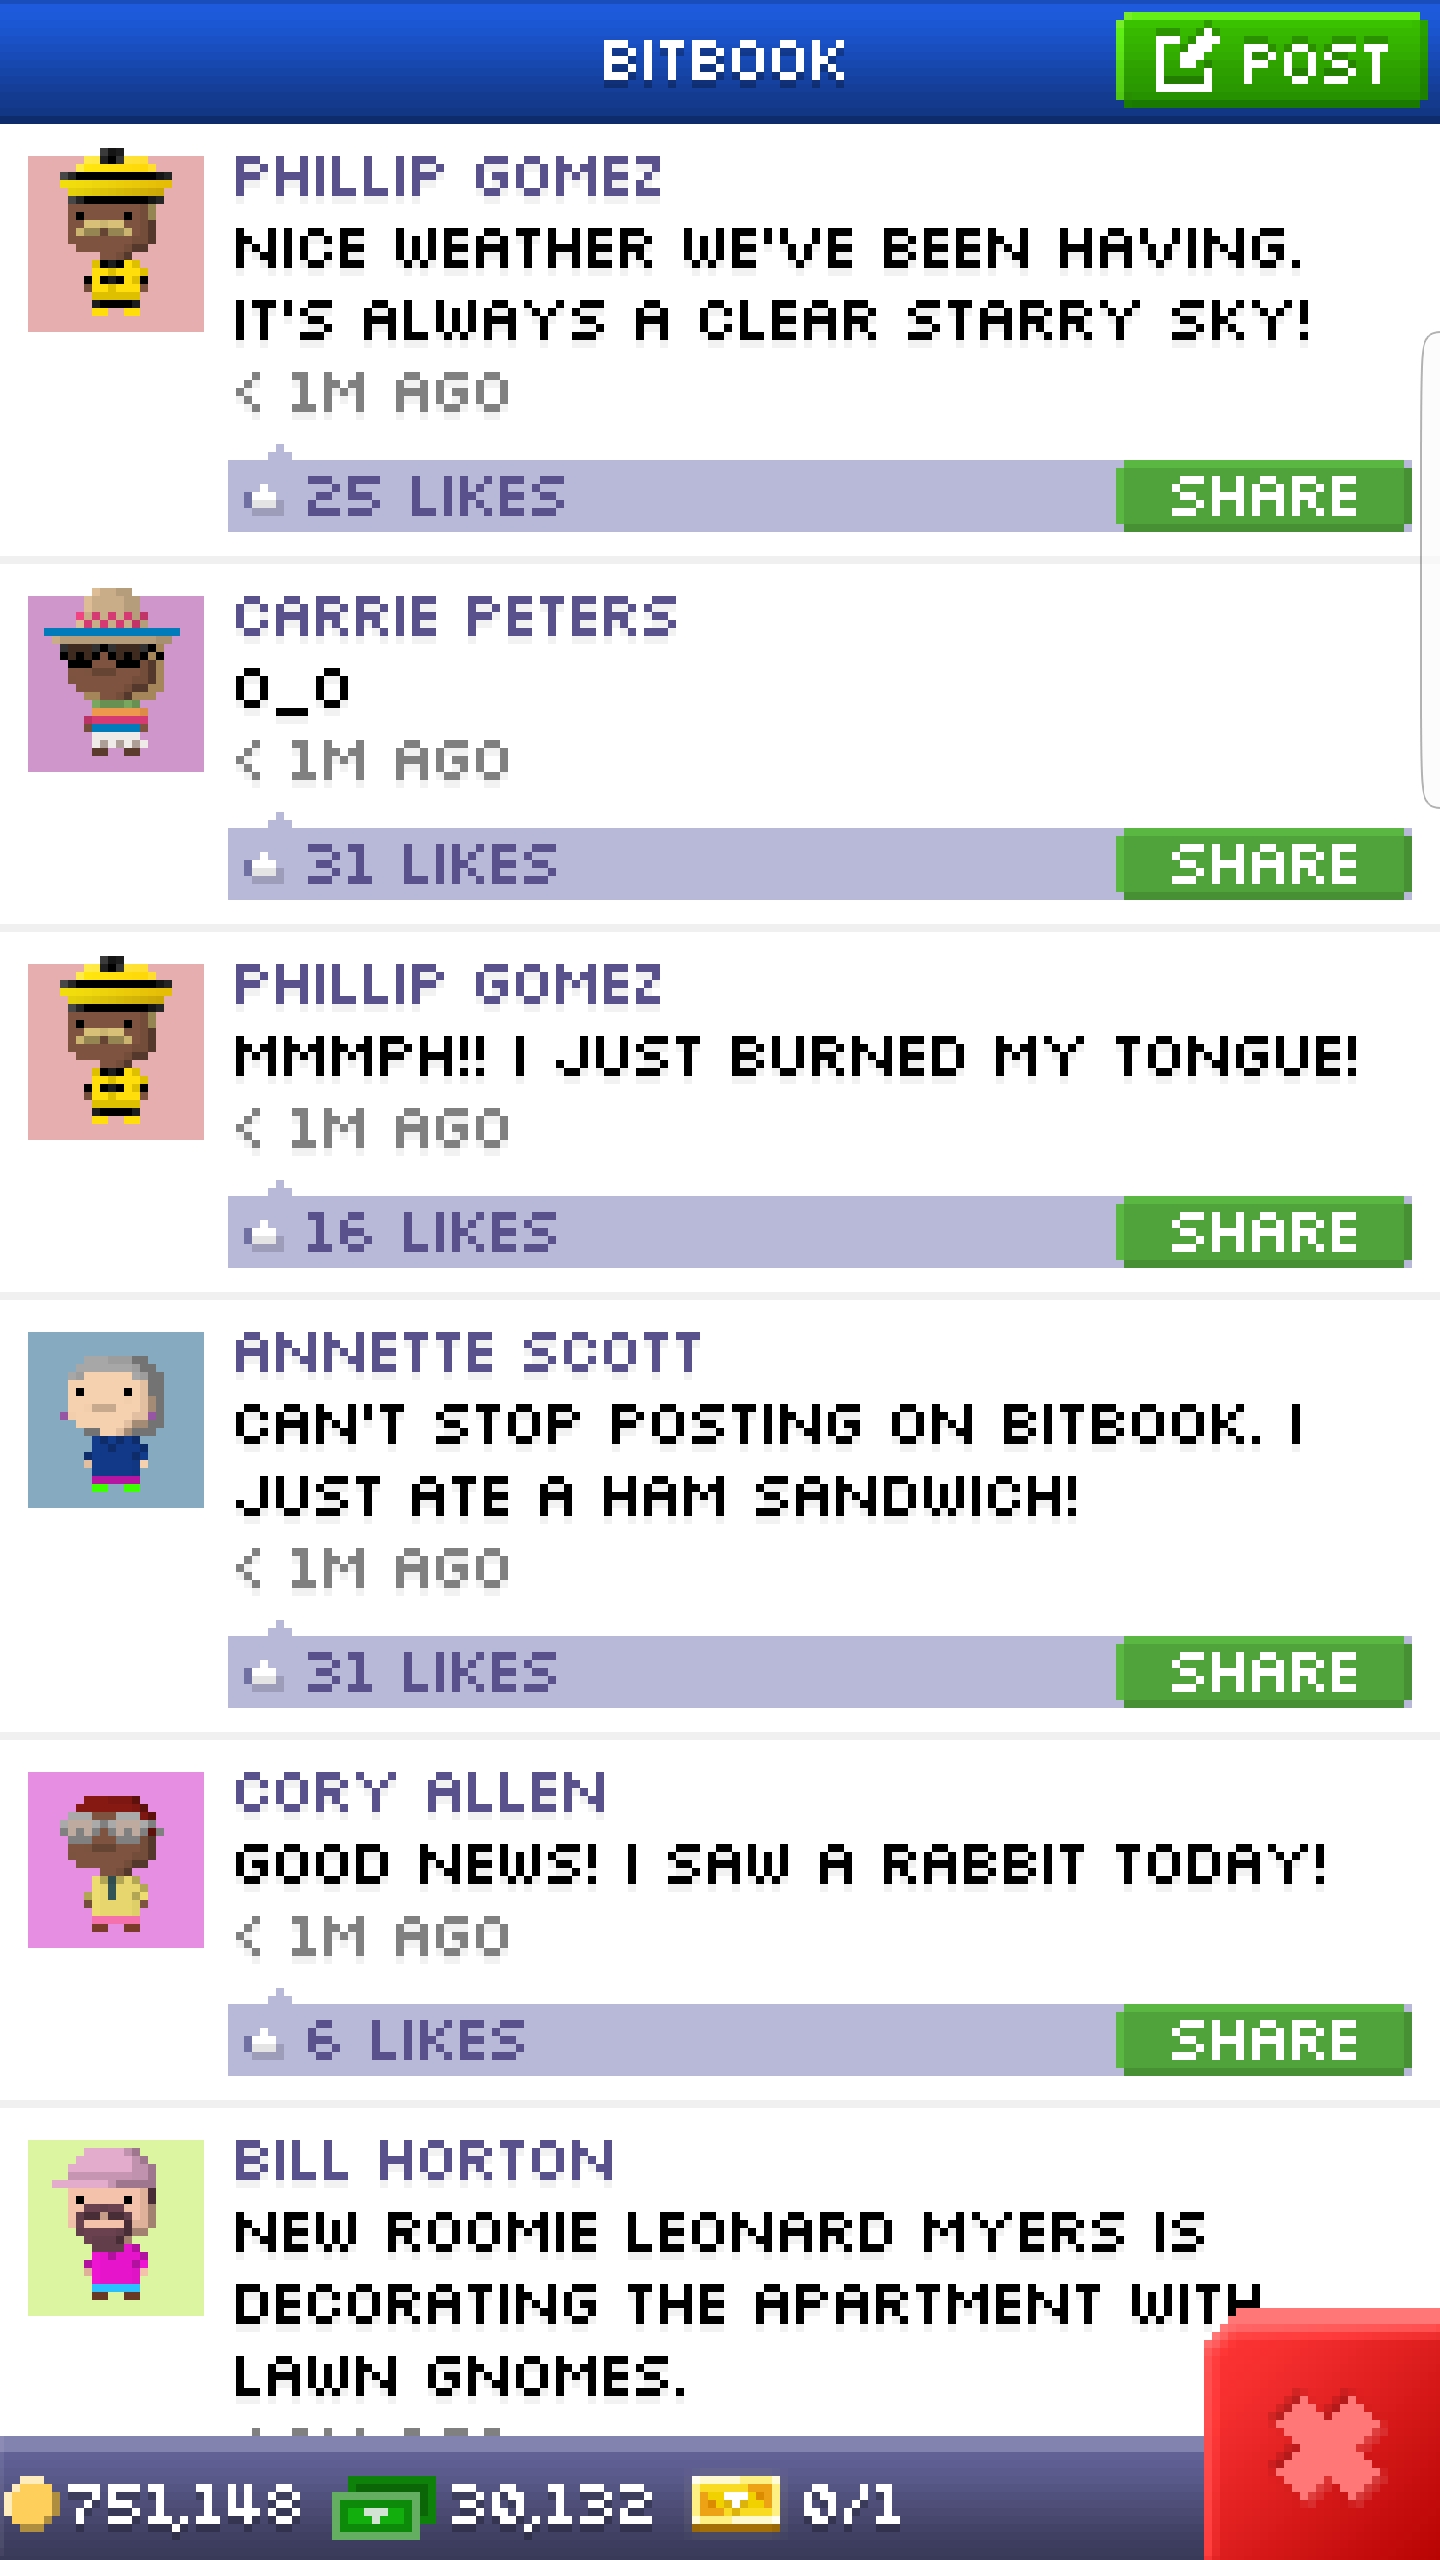 BITBOOK
POST
PHILLIP GOMEZ
NICE WEATHER WE'VE BEEN HAVING.
IT'S ALWAYS A CLEAR STARRY SKY!
< 1M AGO
25 LIKES
SHARE
CARRIE PETERS
O_O
< 1M AGO
31 LIKES
SHARE
PHILLIP GOMEZ
MMMPH!! I JUST BURNED MY TONGUE!
< 1M AGO
16 LIKES
SHARE
ANNETTE SCOTT
CAN'T STOP POSTING ON BITBOOK. I
JUST ATE A HAM SANDWICH!
< 1M AGO
31 LIKES
SHARE
CORY ALLEN
GOOD NEWS! I SAW A RABBIT TODAY!
< 1M AGO
6 LIKES
SHARE
BILL HORTON
NEW ROOMIE LEONARD MYERS IS
DECORATING THE APARTMENT WITH
LAWN GNOMES.
751,148
30,132
0/1